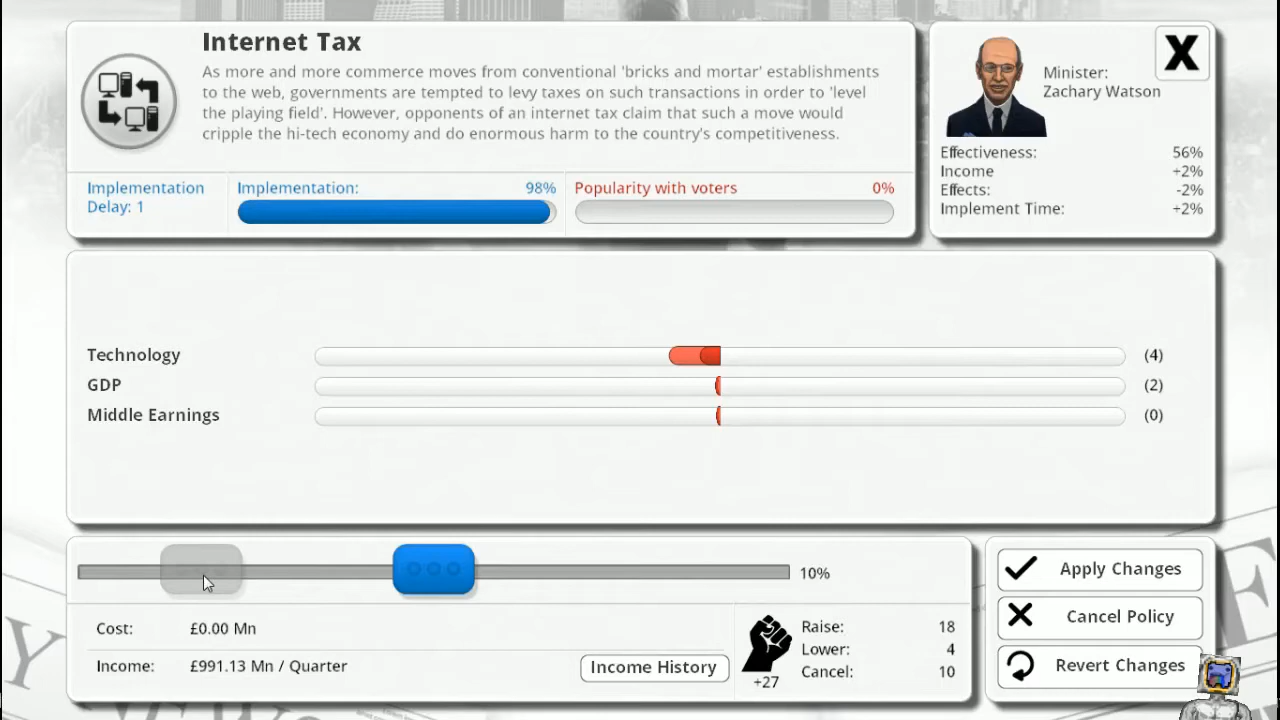 Internet Tax
As more and more commerce moves from conventional 'bricks and mortar' establishments
to the web, governments are tempted to levy taxes on such transactions in order to 'level
the playing field'. However, opponents of an internet tax claim that such a move would
cripple the hi-tech economy and do enormous harm to the country's competitiveness.
Implementation
Delay: 1
Implementation: 98%
Popularity with voters 0%
X
Minister:
Zachary Watson
Effectiveness: 56%
Income +2%
Effects: -2%
Implement Time: +2%
Technology (4)
GDP (2)
Middle Earnings (0)
10%
Cost: £0.00 Mn
Income: £991.13 Mn / Quarter
Income History
+27
Raise: 18
Lower: 4
Cancel: 10
Apply Changes
Cancel Policy
Revert Changes